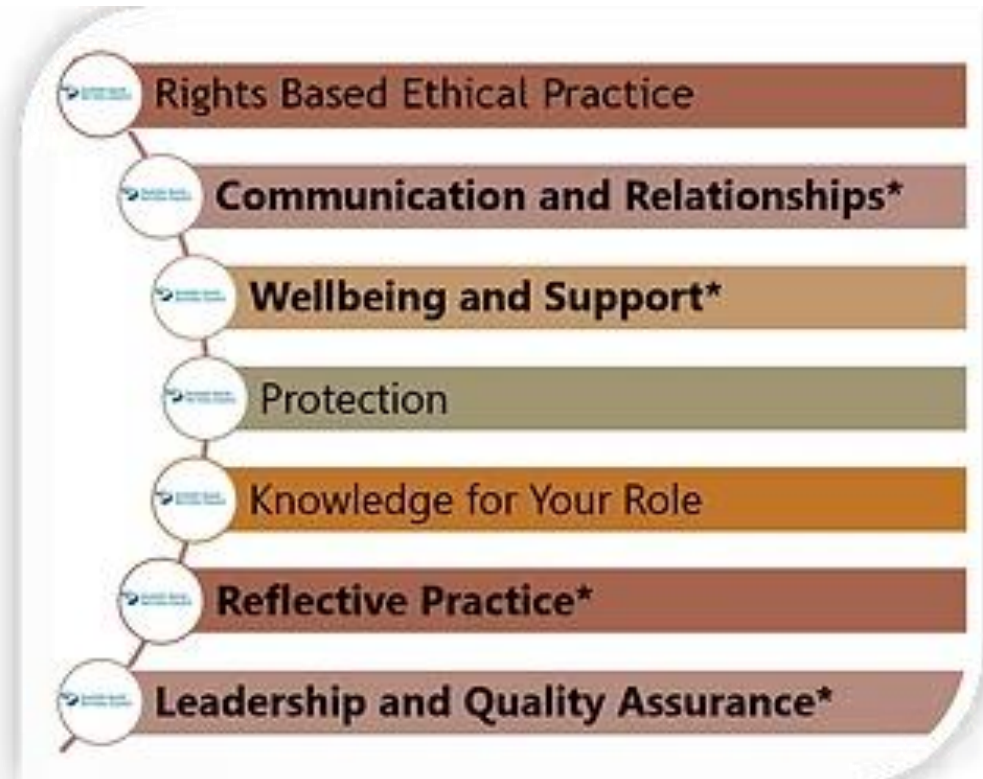 Rights Based Ethical Practice
Communication and Relationships*
Wellbeing and Support*
Protection
Knowledge for Your Role
Reflective Practice*
Leadership and Quality Assurance*